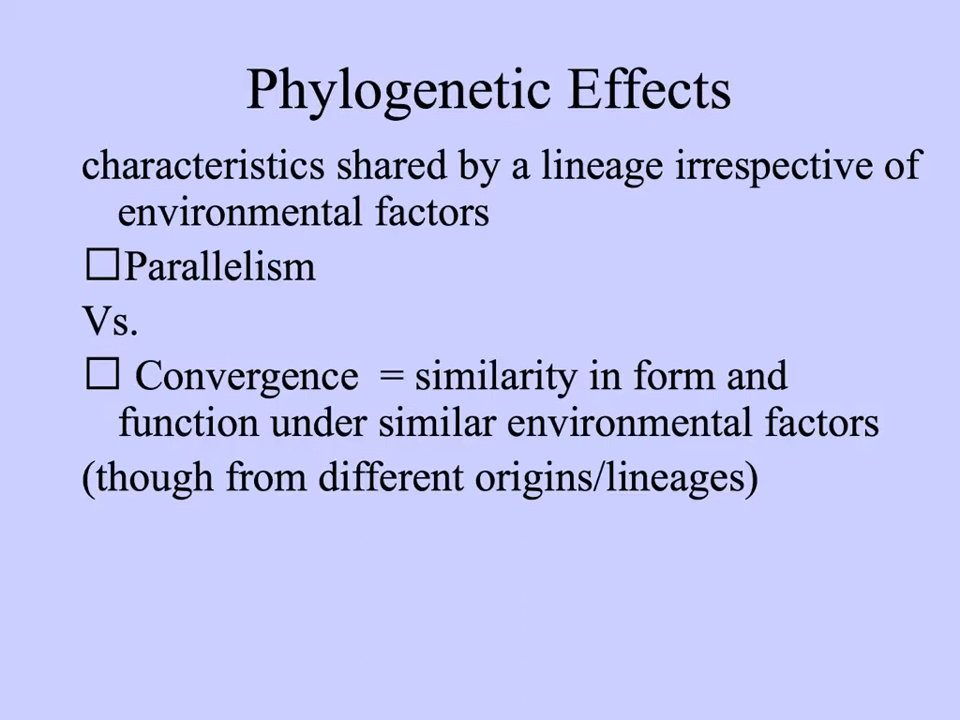 Phylogenetic Effects
characteristics shared by a lineage irrespective of
environmental factors
□Parallelism
Vs.
□ Convergence = similarity in form and
function under similar environmental factors
(though from different origins/lineages)